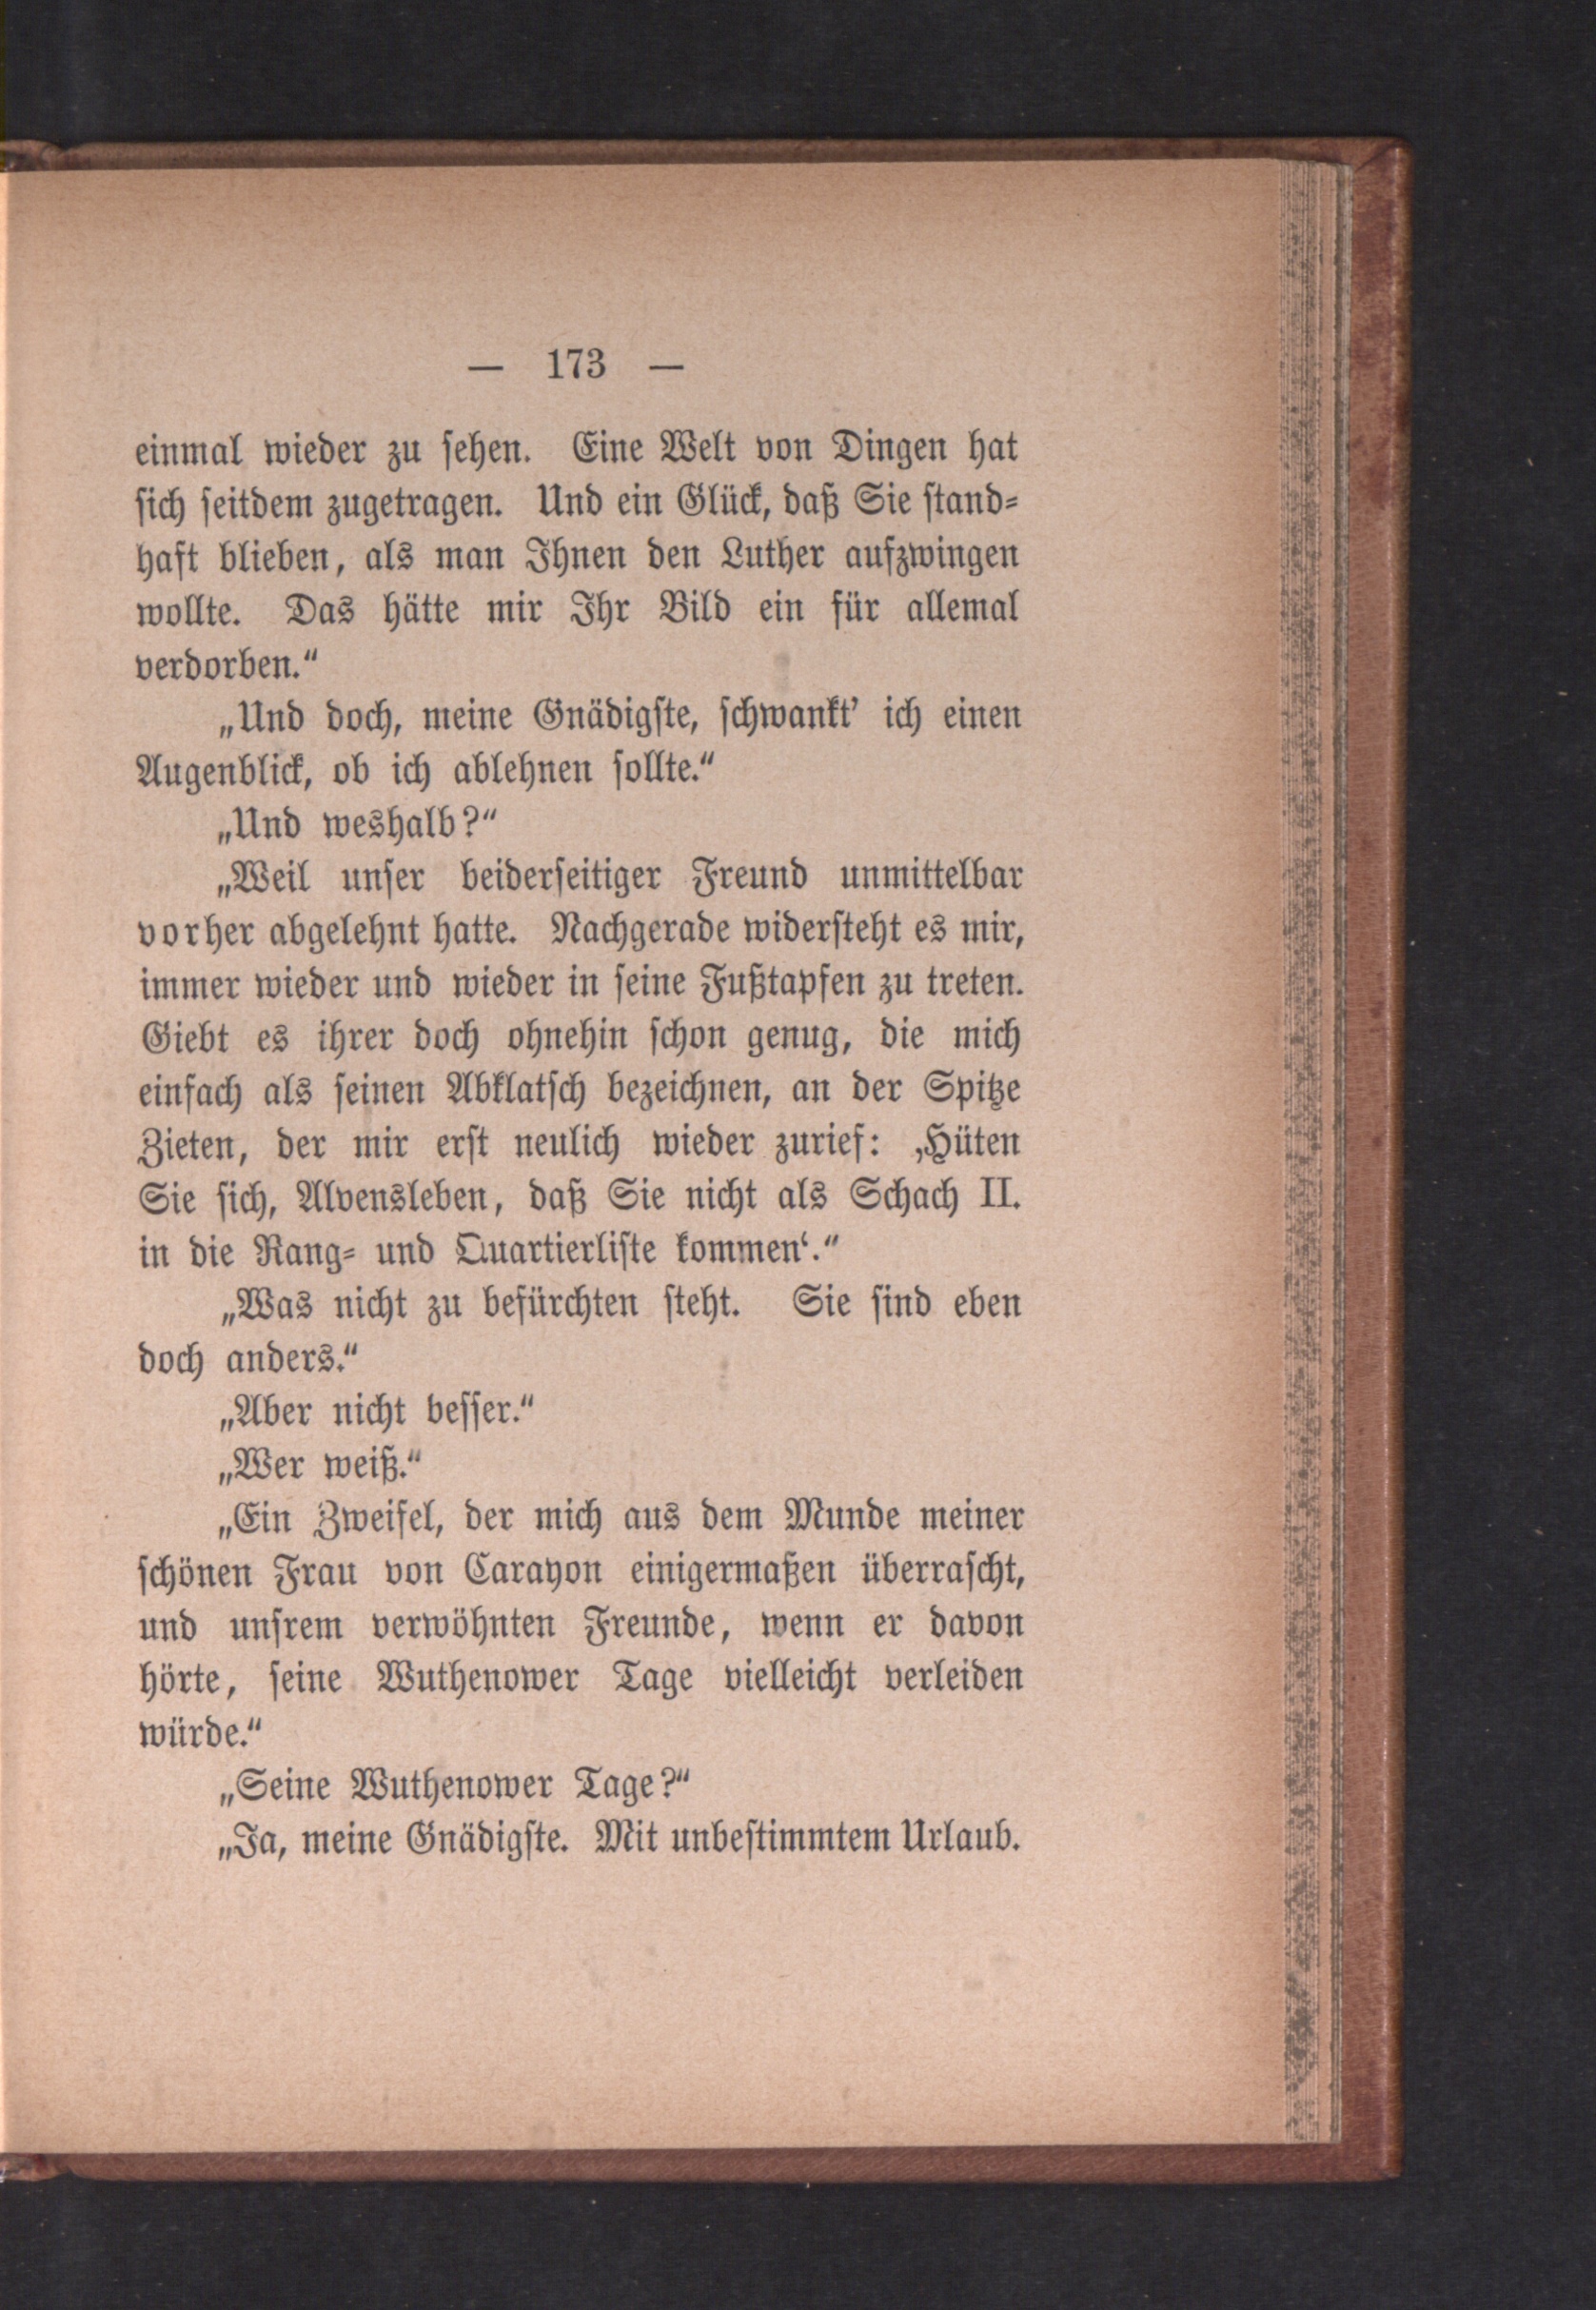 — 173 —
einmal wieder zu sehen. Eine Welt von Dingen hat
sich seitdem zugetragen. Und ein Glück, daß Sie stand-
haft blieben, als man Ihnen den Luther aufzwingen
wollte. Das hätte mir Ihr Bild ein für allemal
verdorben.“
„Und doch, meine Gnädigste, schwankt’ ich einen
Augenblick, ob ich ablehnen sollte.“
„Und weshalb?“
„Weil unser beiderseitiger Freund unmittelbar
vorher abgelehnt hatte. Nachgerade widersteht es mir,
immer wieder und wieder in seine Fußtapfen zu treten.
Giebt es ihrer doch ohnehin schon genug, die mich
einfach als seinen Abklatsch bezeichnen, an der Spitze
Zieten, der mir erst neulich wieder zurief: ‚Hüten
Sie sich, Alvensleben, daß Sie nicht als Schach II.
in die Rang- und Quartierliste kommen‘.“
„Was nicht zu befürchten steht. Sie sind eben
doch anders.“
„Aber nicht besser.“
„Wer weiß.“
„Ein Zweifel, der mich aus dem Munde meiner
schönen Frau von Carayon einigermaßen überrascht,
und unsrem verwöhnten Freunde, wenn er davon
hörte, seine Wuthenower Tage vielleicht verleiden
würde.“
„Seine Wuthenower Tage?“
„Ja, meine Gnädigste. Mit unbestimmtem Urlaub.